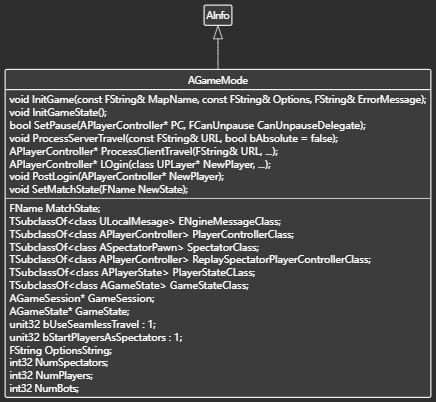 AInfo
AGameMode
void InitGame(const FString& MapName, const FString& Options, FString& ErrorMessage);
void InitGameState();
bool SetPause(APlayerController* PC, FCanUnpause CanUnpauseDelegate);
void ProcessServerTravel(const FString& URL, bool bAbsolute = false);
APlayerController* ProcessClientTravel(FString& URL, ...);
APlayerController* LOgin(class UPLayer* NewPlayer, ...);
void PostLogin(APlayerController* NewPlayer);
void SetMatchState(FName NewState);
FName MatchState;
TSubclassOf<class ULocalMesage> ENgineMessageClass;
TSubclassOf<class APlayerController> PlayerControllerClass;
TSubclassOf<class ASpectatorPawn> SpectatorClass;
TSubclassOf<class APlayerController> ReplaySpectatorPlayerControllerClass;
TSubclassOf<class APlayerState> PlayerStateCLass;
TSubclassOf<class AGameState> GameStateClass;
AGameSession* GameSession;
AGameState* GameState;
unit32 bUseSeamlessTravel : 1;
unit32 bStartPlayersAsSpectators : 1;
FString OptionsString;
int32 NumSpectators;
int32 NumPlayers;
int32 NumBots;